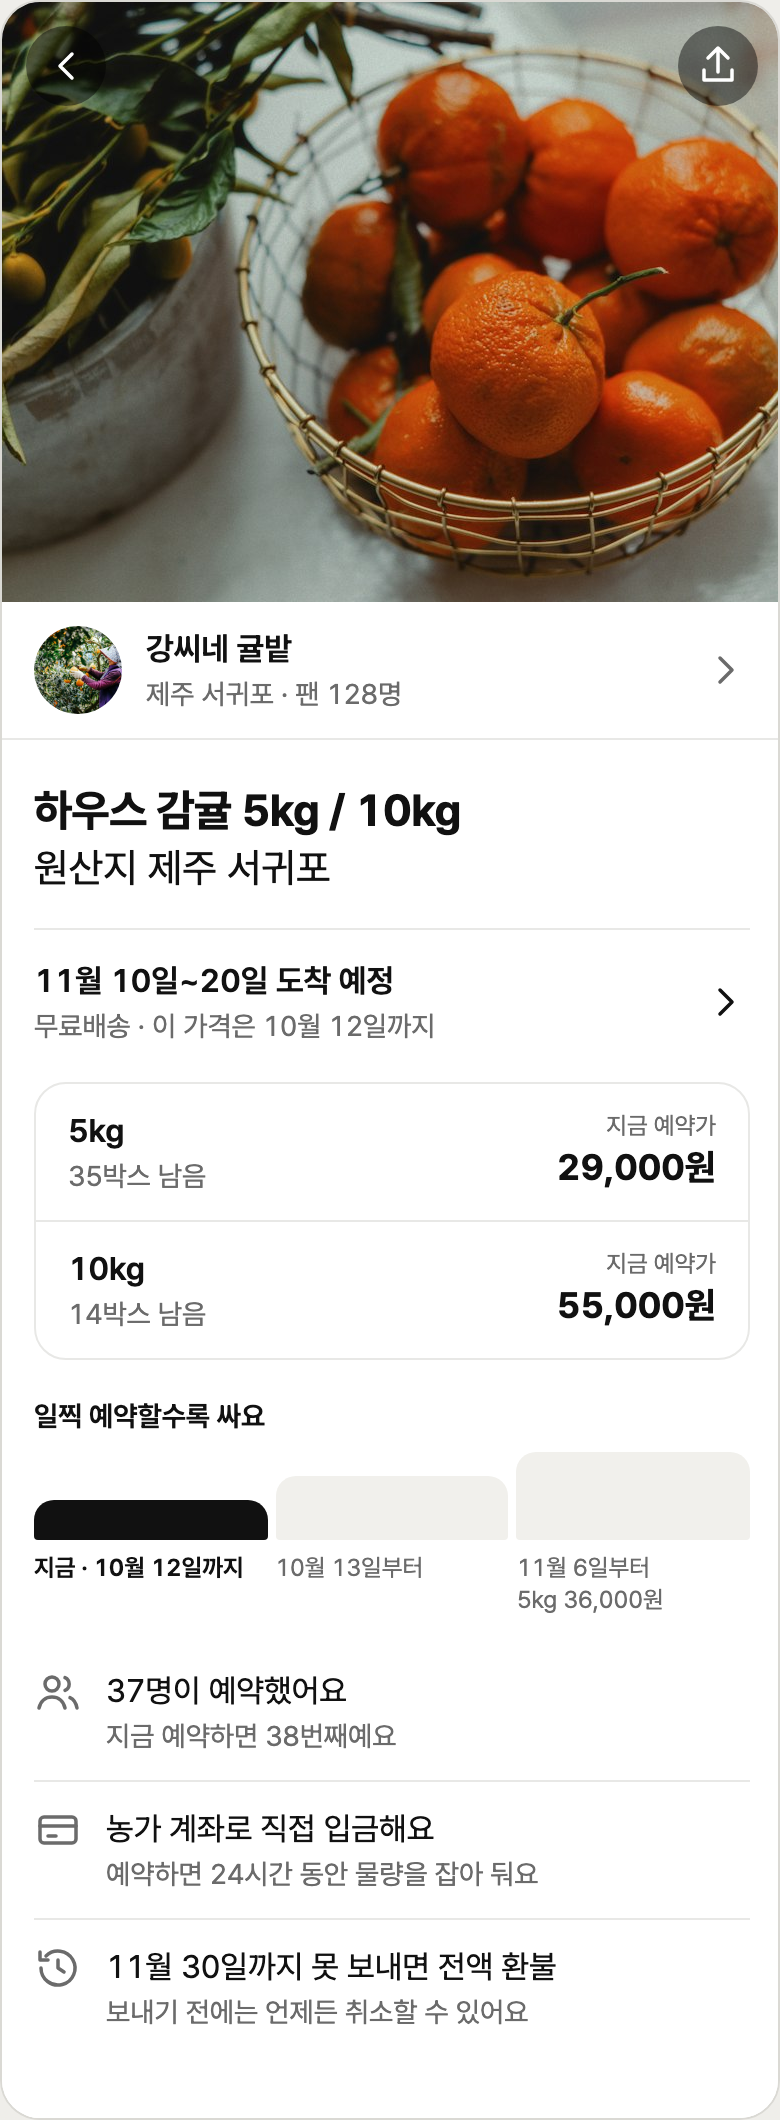 강씨네 귤밭
제주 서귀포 · 팬 128명
하우스 감귤 5kg / 10kg
원산지 제주 서귀포
11월 10일~20일 도착 예정
무료배송 · 이 가격은 10월 12일까지
5kg
지금 예약가
35박스 남음
29,000원
10kg
지금 예약가
14박스 남음
55,000원
일찍 예약할수록 싸요
지금 · 10월 12일까지
10월 13일부터
11월 6일부터
5kg 36,000원
37명이 예약했어요
지금 예약하면 38번째예요
농가 계좌로 직접 입금해요
예약하면 24시간 동안 물량을 잡아 둬요
11월 30일까지 못 보내면 전액 환불
보내기 전에는 언제든 취소할 수 있어요